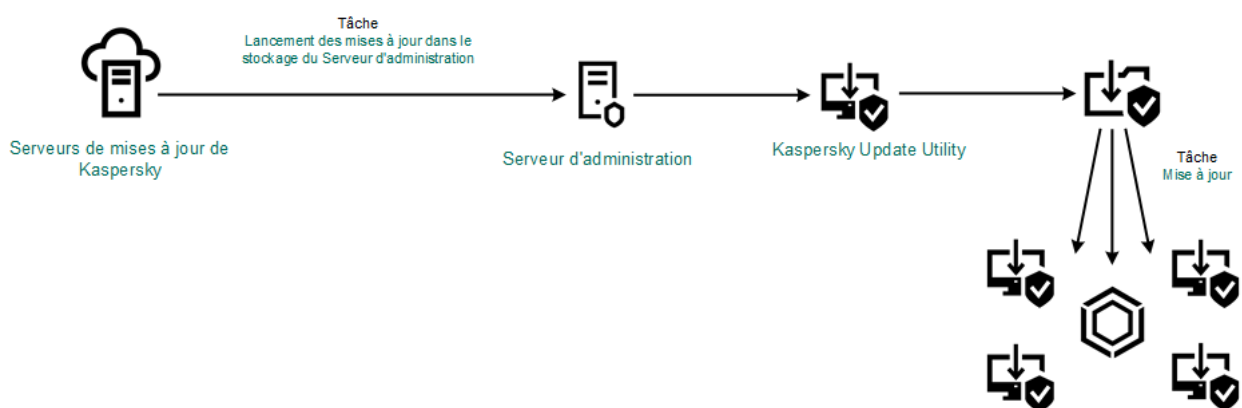 Tâche
Lancement des mises à jour dans le
stockage du Serveur d'administration
Serveurs de mises à jour de
Kaspersky
Serveur d'administration
Kaspersky Update Utility
Tâche
Mise à jour